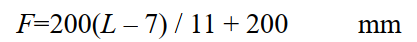 F=200(L – 7) / 11 + 200 mm